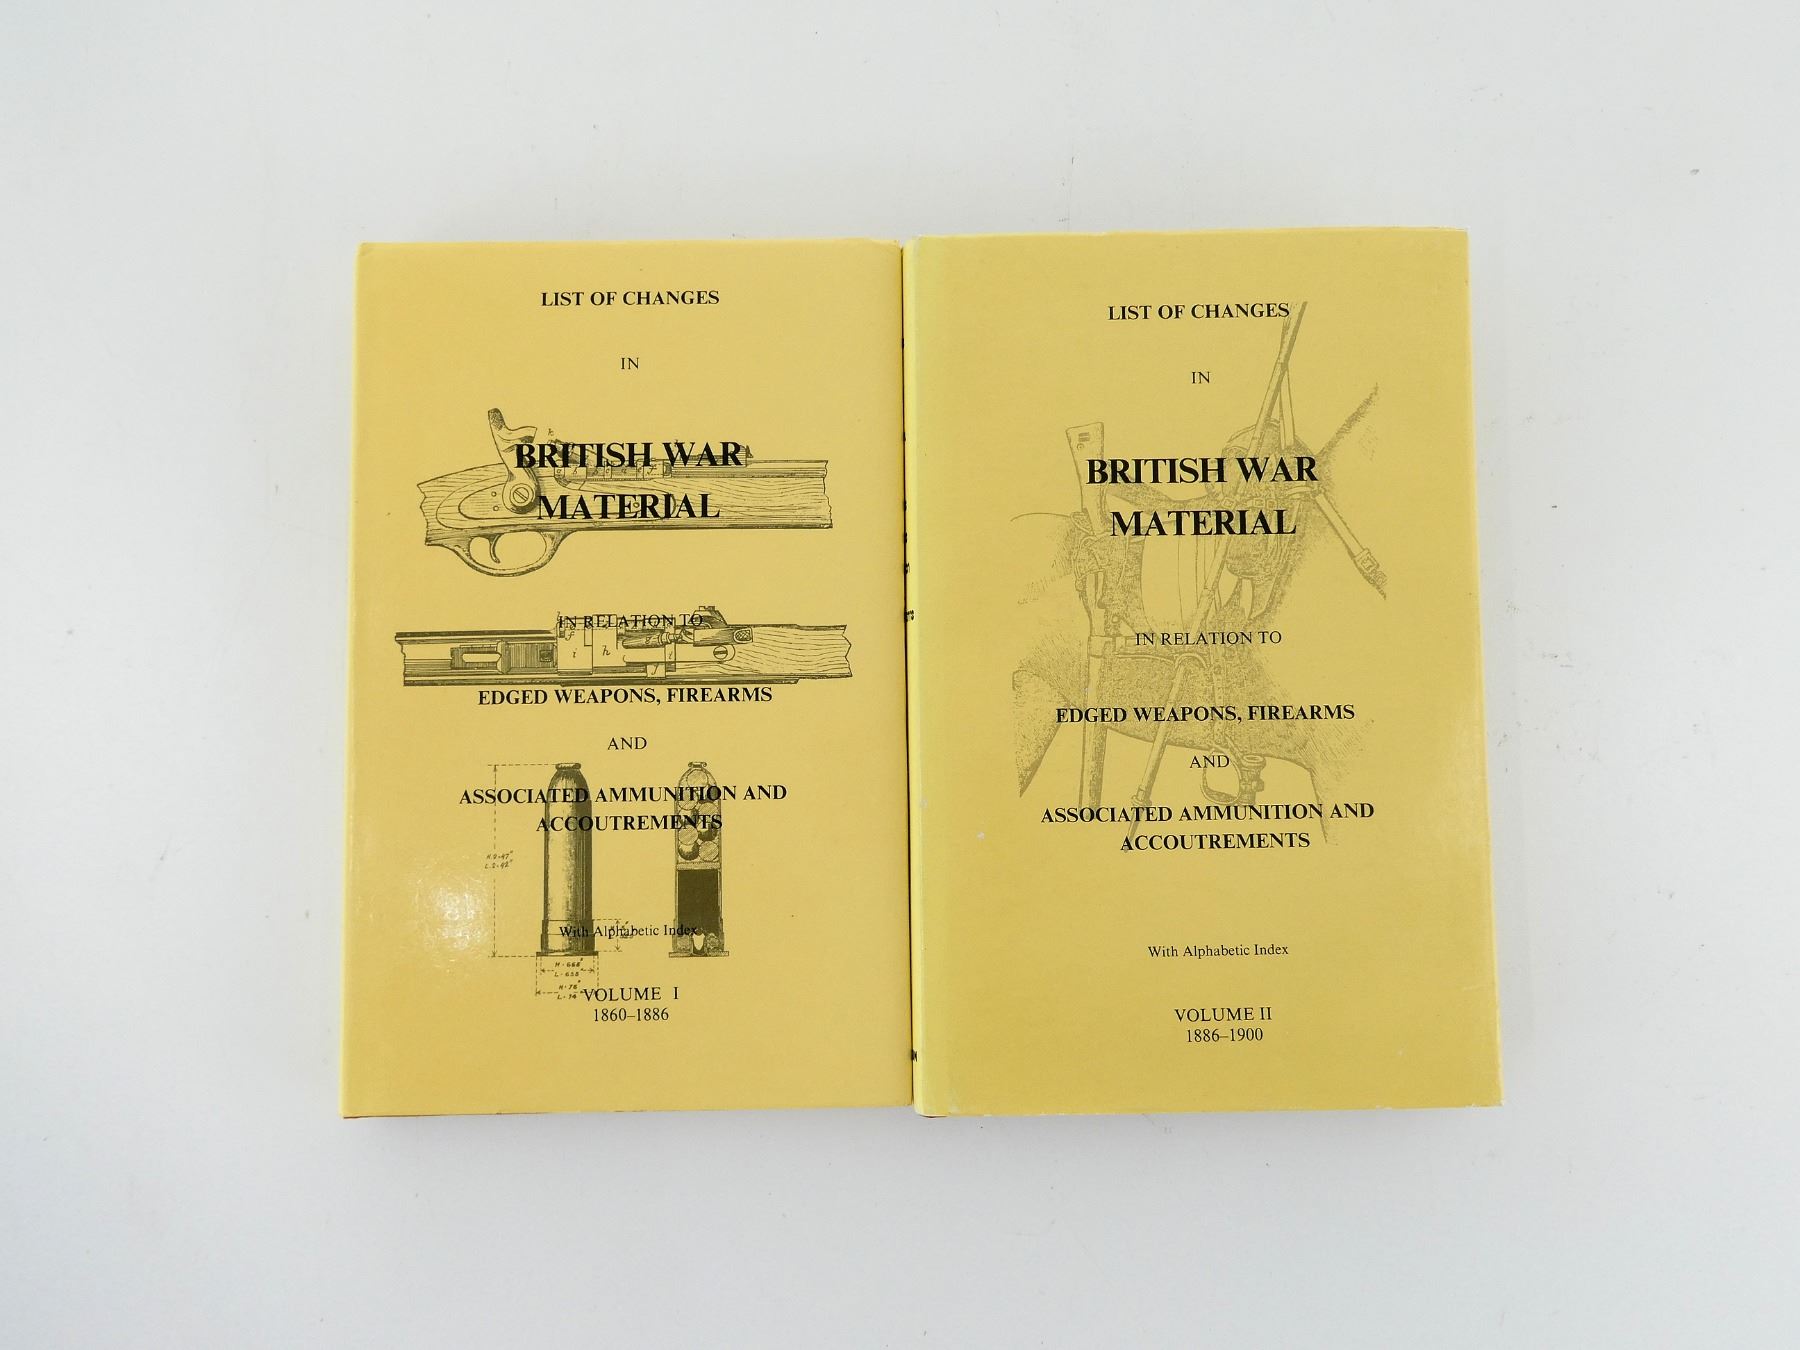 LIST OF CHANGES
IN
BRITISH WAR
MATERIAL
IN RELATION TO
EDGED WEAPONS, FIREARMS
AND
ASSOCIATED AMMUNITION AND
ACCOUTREMENTS
With Alphabetic Index
VOLUME I
1860–1886
LIST OF CHANGES
IN
BRITISH WAR
MATERIAL
IN RELATION TO
EDGED WEAPONS, FIREARMS
AND
ASSOCIATED AMMUNITION AND
ACCOUTREMENTS
With Alphabetic Index
VOLUME II
1886–1900